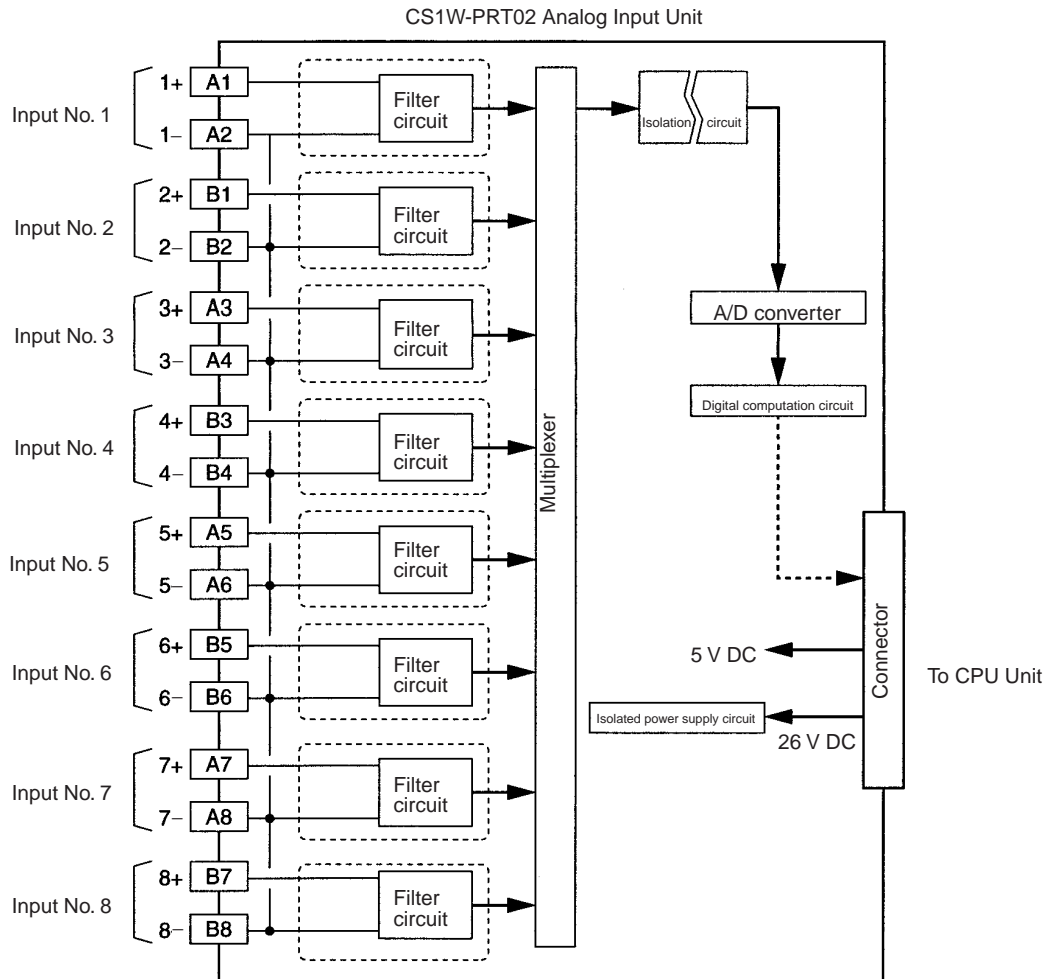 CS1W-PRT02 Analog Input Unit
Input No. 1
1+ A1
1− A2
Filter
circuit
Isolation circuit
Input No. 2
2+ B1
2− B2
Filter
circuit
Input No. 3
3+ A3
3− A4
Filter
circuit
A/D converter
Digital computation circuit
Input No. 4
4+ B3
4− B4
Filter
circuit
Multiplexer
Input No. 5
5+ A5
5− A6
Filter
circuit
Input No. 6
6+ B5
6− B6
Filter
circuit
5 V DC
Connector
To CPU Unit
Isolated power supply circuit
26 V DC
Input No. 7
7+ A7
7− A8
Filter
circuit
Input No. 8
8+ B7
8− B8
Filter
circuit